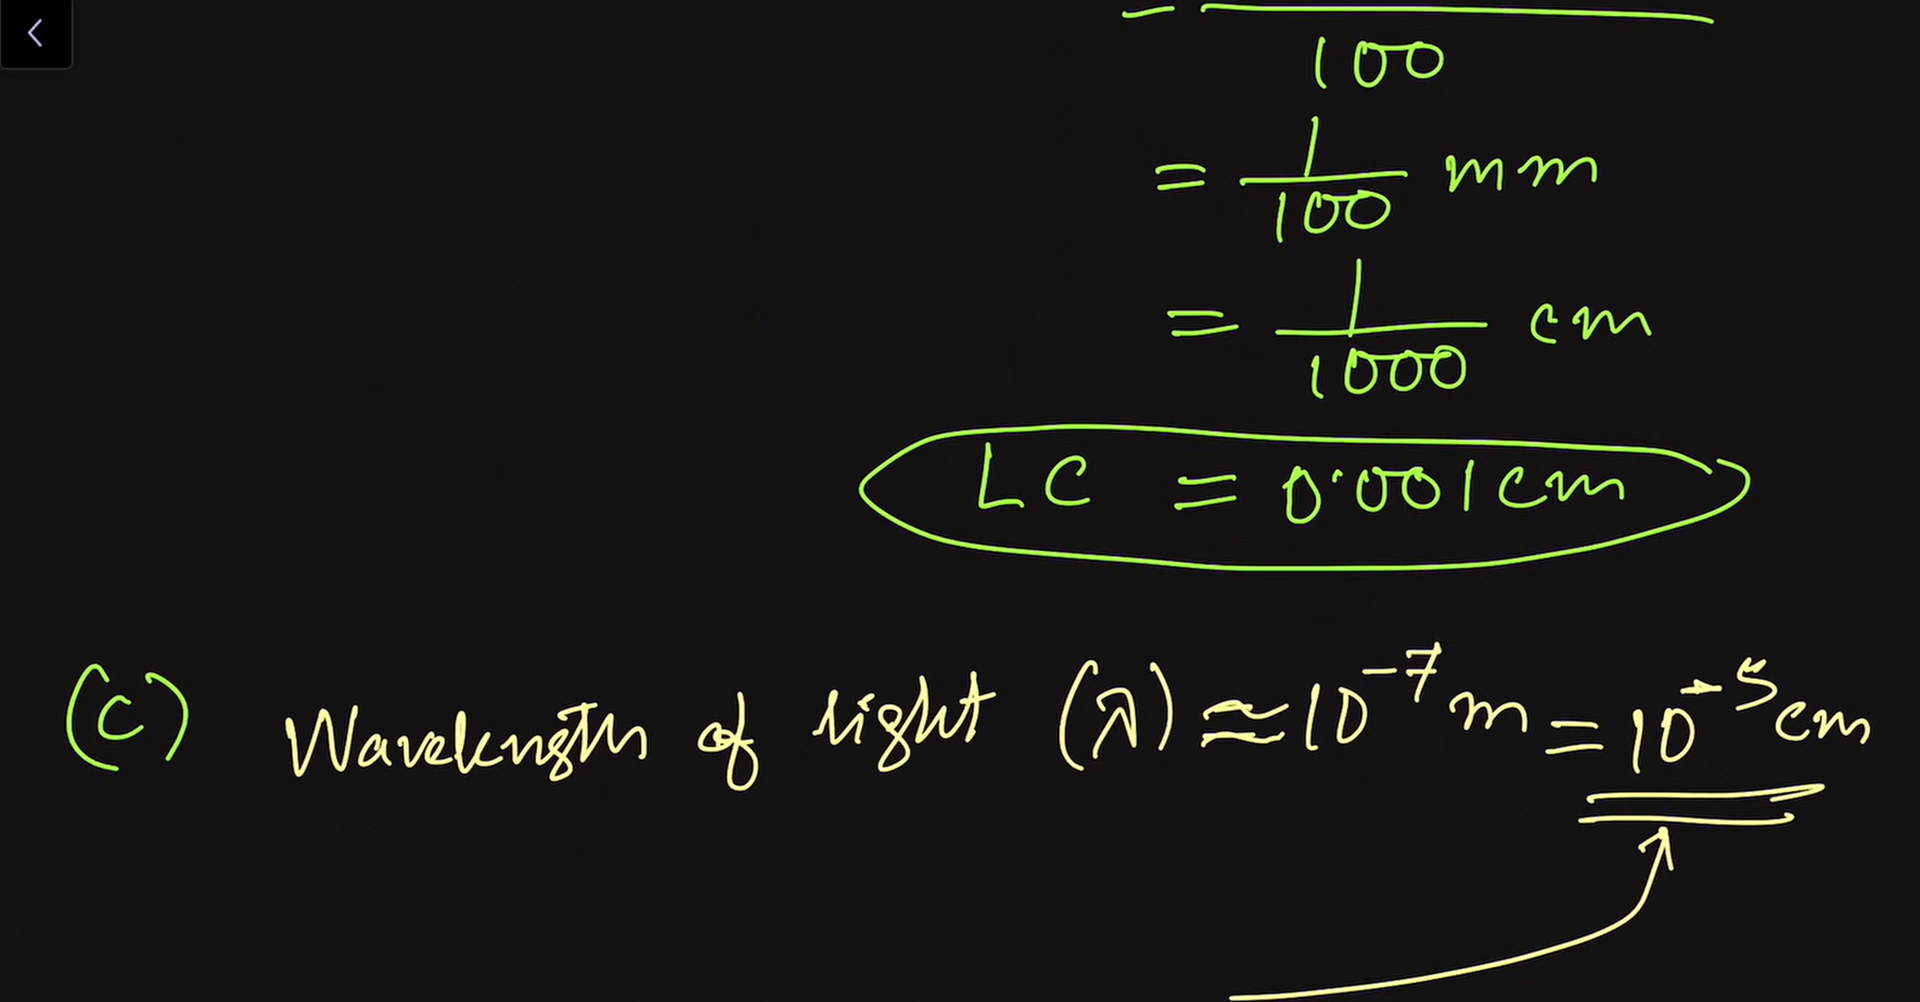 = ―
100
= 1/100 mm
= 1/1000 cm
LC = 0.001cm
(c) Wavelength of light (λ) ≈ 10⁻⁷ m = 10⁻⁵ cm